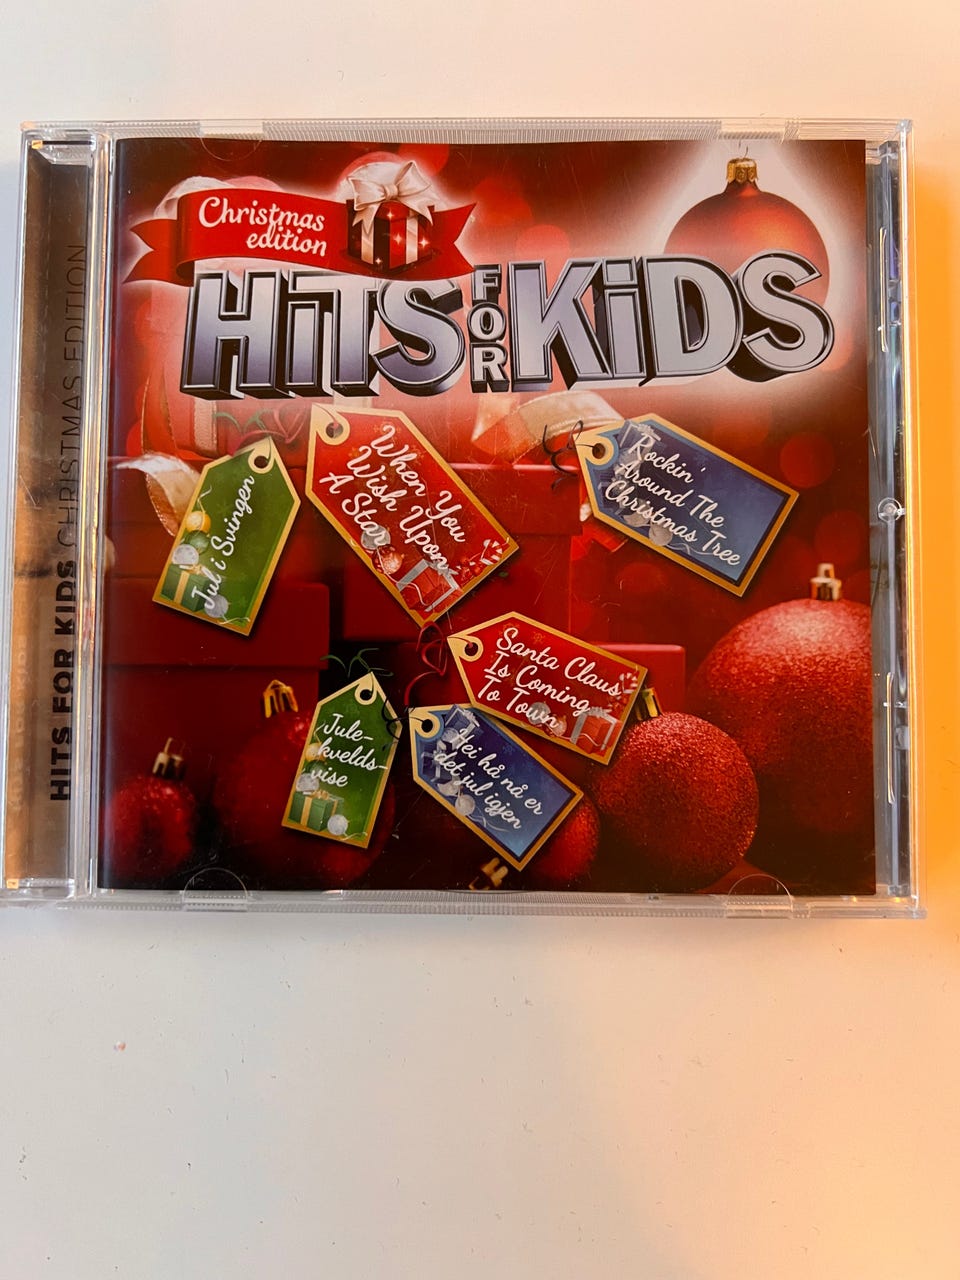 Christmas
edition
HiTS FOR KiDS
Jul i Svingen
When You
Wish Upon
A Star
Rockin'
Around The
Christmas Tree
Santa Claus
Is Coming
To Town
Jule-
kvelds-
vise
Hei hå nå er
det jul igjen
HITS FOR KIDS CHRISTMAS EDITION